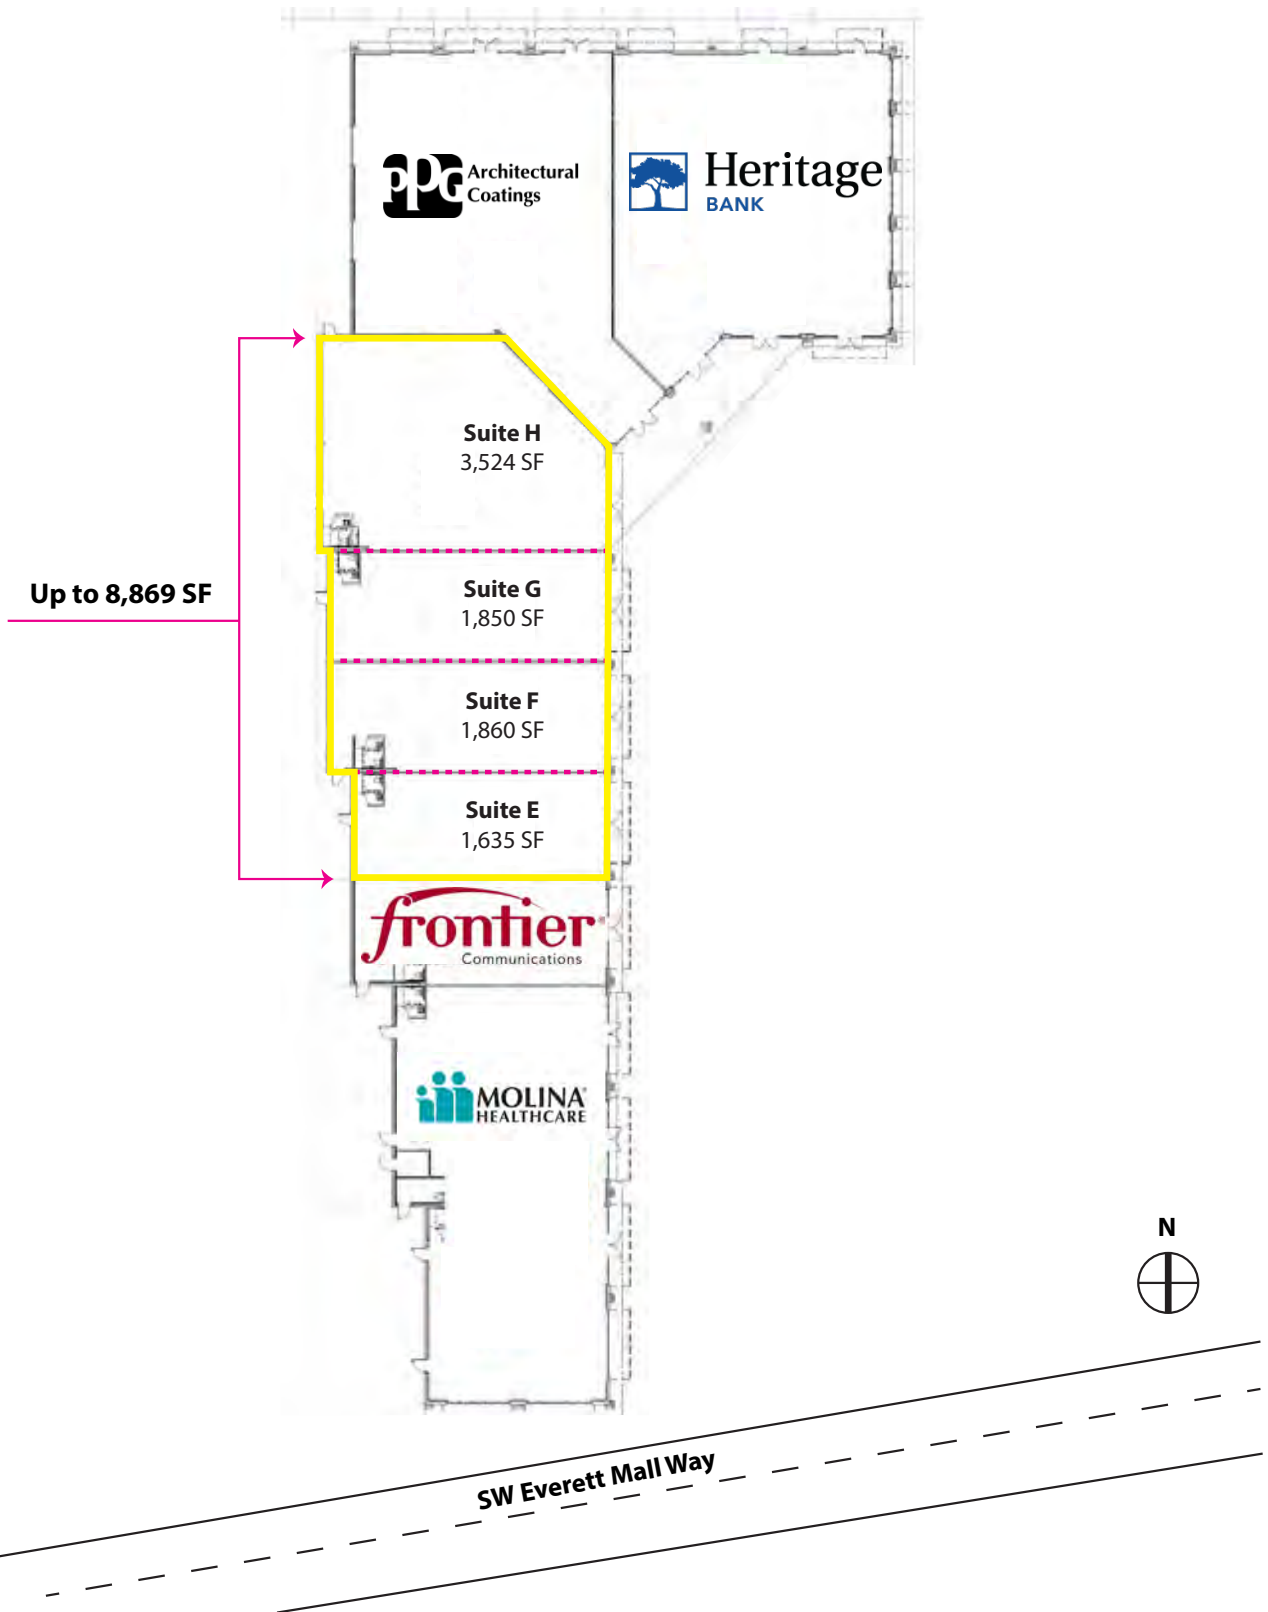 PPG Architectural
Coatings
Heritage
BANK
Suite H
3,524 SF
Up to 8,869 SF
Suite G
1,850 SF
Suite F
1,860 SF
Suite E
1,635 SF
frontier®
Communications
MOLINA®
HEALTHCARE
N
SW Everett Mall Way